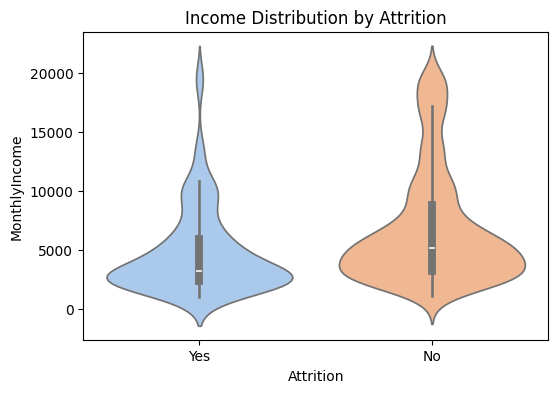 Income Distribution by Attrition
MonthlyIncome
20000
15000
10000
5000
0
Yes No
Attrition